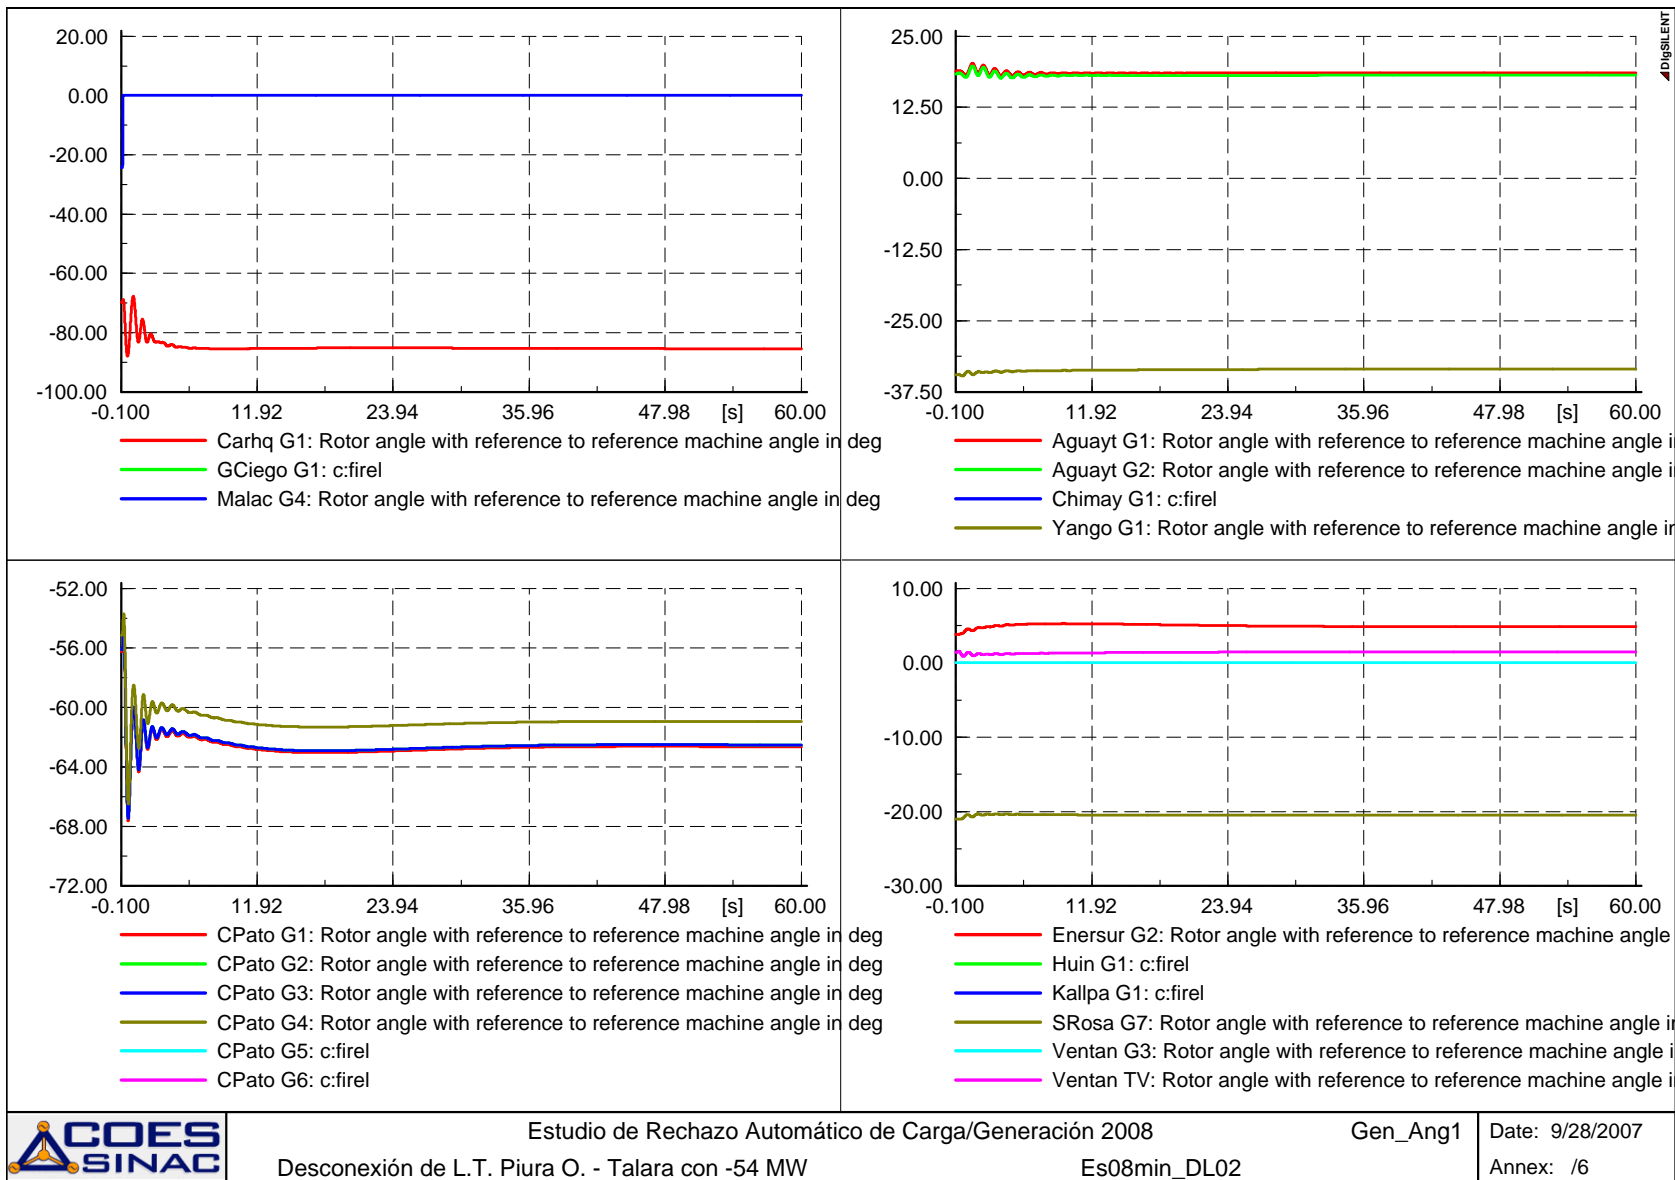 DIgSILENT
20.00
0.00
-20.00
-40.00
-60.00
-80.00
-100.00
-0.100 11.92 23.94 35.96 47.98 [s] 60.00
Carhq G1: Rotor angle with reference to reference machine angle in deg
GCiego G1: c:firel
Malac G4: Rotor angle with reference to reference machine angle in deg
25.00
12.50
0.00
-12.50
-25.00
-37.50
-0.100 11.92 23.94 35.96 47.98 [s] 60.00
Aguayt G1: Rotor angle with reference to reference machine angle i
Aguayt G2: Rotor angle with reference to reference machine angle i
Chimay G1: c:firel
Yango G1: Rotor angle with reference to reference machine angle in
-52.00
-56.00
-60.00
-64.00
-68.00
-72.00
-0.100 11.92 23.94 35.96 47.98 [s] 60.00
CPato G1: Rotor angle with reference to reference machine angle in deg
CPato G2: Rotor angle with reference to reference machine angle in deg
CPato G3: Rotor angle with reference to reference machine angle in deg
CPato G4: Rotor angle with reference to reference machine angle in deg
CPato G5: c:firel
CPato G6: c:firel
10.00
0.00
-10.00
-20.00
-30.00
-0.100 11.92 23.94 35.96 47.98 [s] 60.00
Enersur G2: Rotor angle with reference to reference machine angle
Huin G1: c:firel
Kallpa G1: c:firel
SRosa G7: Rotor angle with reference to reference machine angle i
Ventan G3: Rotor angle with reference to reference machine angle i
Ventan TV: Rotor angle with reference to reference machine angle i
COES
SINAC
Estudio de Rechazo Automático de Carga/Generación 2008 Gen_Ang1
Desconexión de L.T. Piura O. - Talara con -54 MW Es08min_DL02
Date: 9/28/2007
Annex: /6